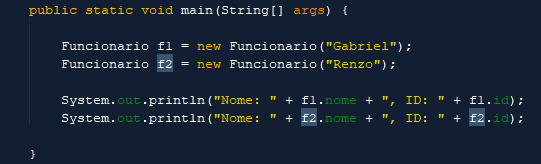 public static void main(String[] args) {
Funcionario f1 = new Funcionario("Gabriel");
Funcionario f2 = new Funcionario("Renzo");
System.out.println("Nome: " + f1.nome + ", ID: " + f1.id);
System.out.println("Nome: " + f2.nome + ", ID: " + f2.id);
}